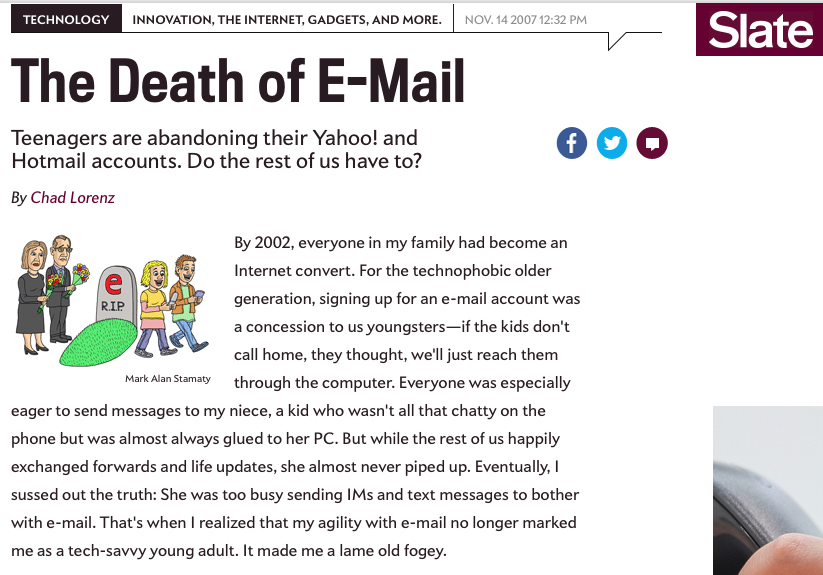 TECHNOLOGY INNOVATION, THE INTERNET, GADGETS, AND MORE. NOV. 14 2007 12:32 PM
Slate
The Death of E-Mail
Teenagers are abandoning their Yahoo! and
Hotmail accounts. Do the rest of us have to?
By Chad Lorenz
e
R.I.P.
Mark Alan Stamaty
By 2002, everyone in my family had become an
Internet convert. For the technophobic older
generation, signing up for an e-mail account was
a concession to us youngsters—if the kids don't
call home, they thought, we'll just reach them
through the computer. Everyone was especially
eager to send messages to my niece, a kid who wasn't all that chatty on the
phone but was almost always glued to her PC. But while the rest of us happily
exchanged forwards and life updates, she almost never piped up. Eventually, I
sussed out the truth: She was too busy sending IMs and text messages to bother
with e-mail. That's when I realized that my agility with e-mail no longer marked
me as a tech-savvy young adult. It made me a lame old fogey.